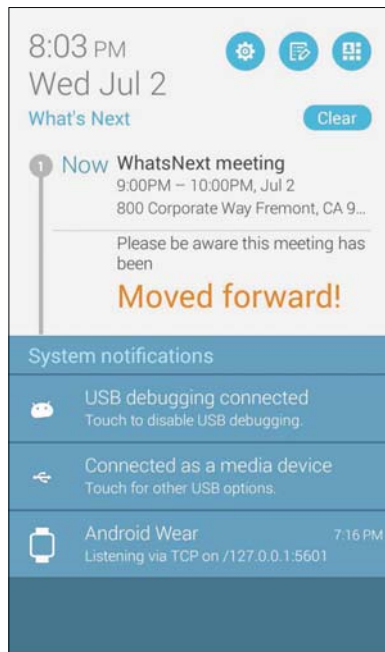 8:03 PM
Wed Jul 2
What's Next
Clear
1
Now WhatsNext meeting
9:00PM – 10:00PM, Jul 2
800 Corporate Way Fremont, CA 9...
Please be aware this meeting has
been
Moved forward!
System notifications
USB debugging connected
Touch to disable USB debugging.
Connected as a media device
Touch for other USB options.
Android Wear 7:16 PM
Listening via TCP on /127.0.0.1:5601